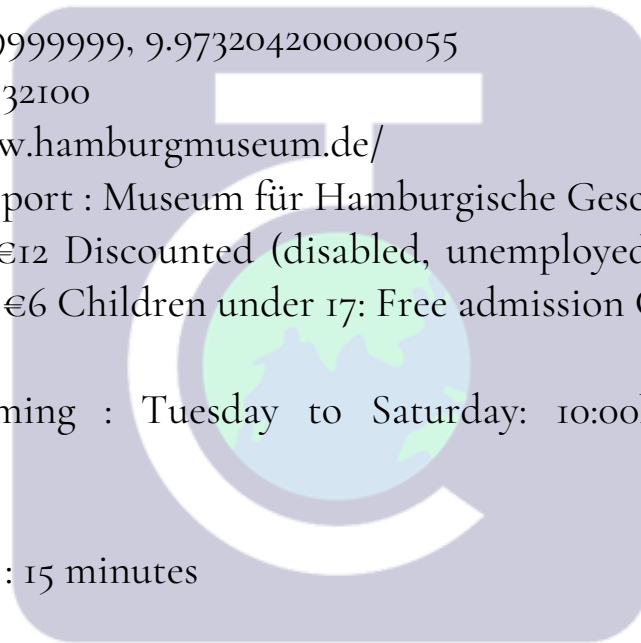 9999999, 9.973204200000055
32100
w.hamburgmuseum.de/
port : Museum für Hamburgische Gesc
€12 Discounted (disabled, unemployed
€6 Children under 17: Free admission
ming : Tuesday to Saturday: 10:00
: 15 minutes